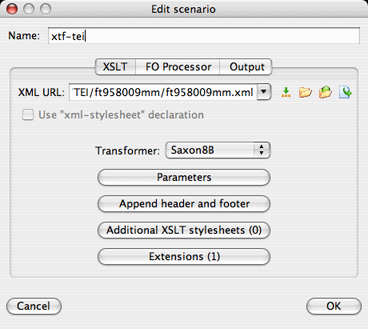 Edit scenario
Name: xtf-tei
XSLT FO Processor Output
XML URL: TEI/ft958009mm/ft958009mm.xml
Use "xml-stylesheet" declaration
Transformer: Saxon8B
Parameters
Append header and footer
Additional XSLT stylesheets (0)
Extensions (1)
Cancel OK